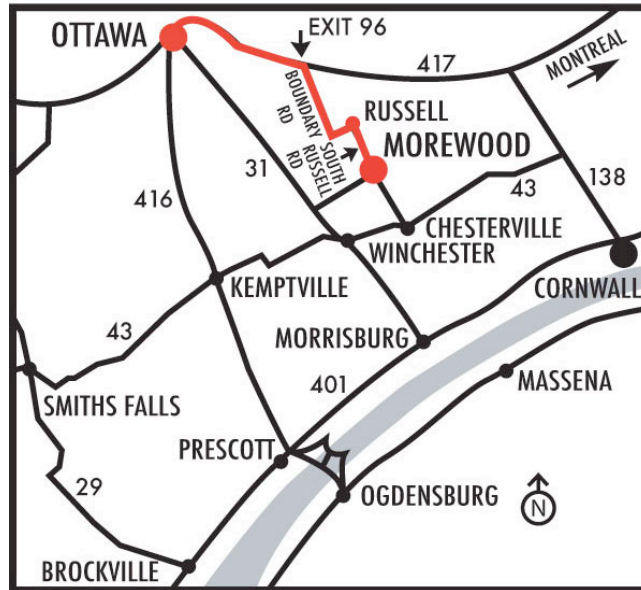 EXIT 96
OTTAWA
417
MONTREAL
BOUNDARY
RD
RUSSELL
SOUTH
RUSSELL
RD
MOREWOOD
31
43
138
416
CHESTERVILLE
WINCHESTER
KEMPTVILLE
CORNWALL
43
MORRISBURG
MASSENA
401
SMITHS FALLS
PRESCOTT
29
OGDENSBURG
N
BROCKVILLE